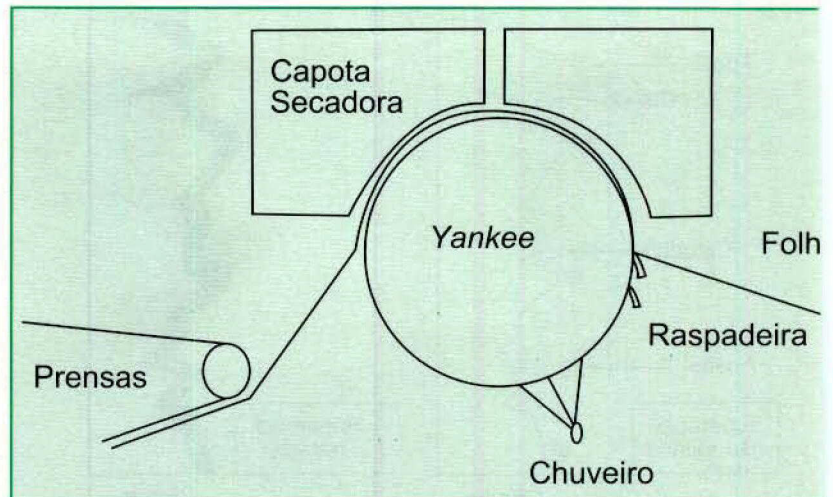 Capota
Secadora
Yankee
Folh
Raspadeira
Prensas
Chuveiro